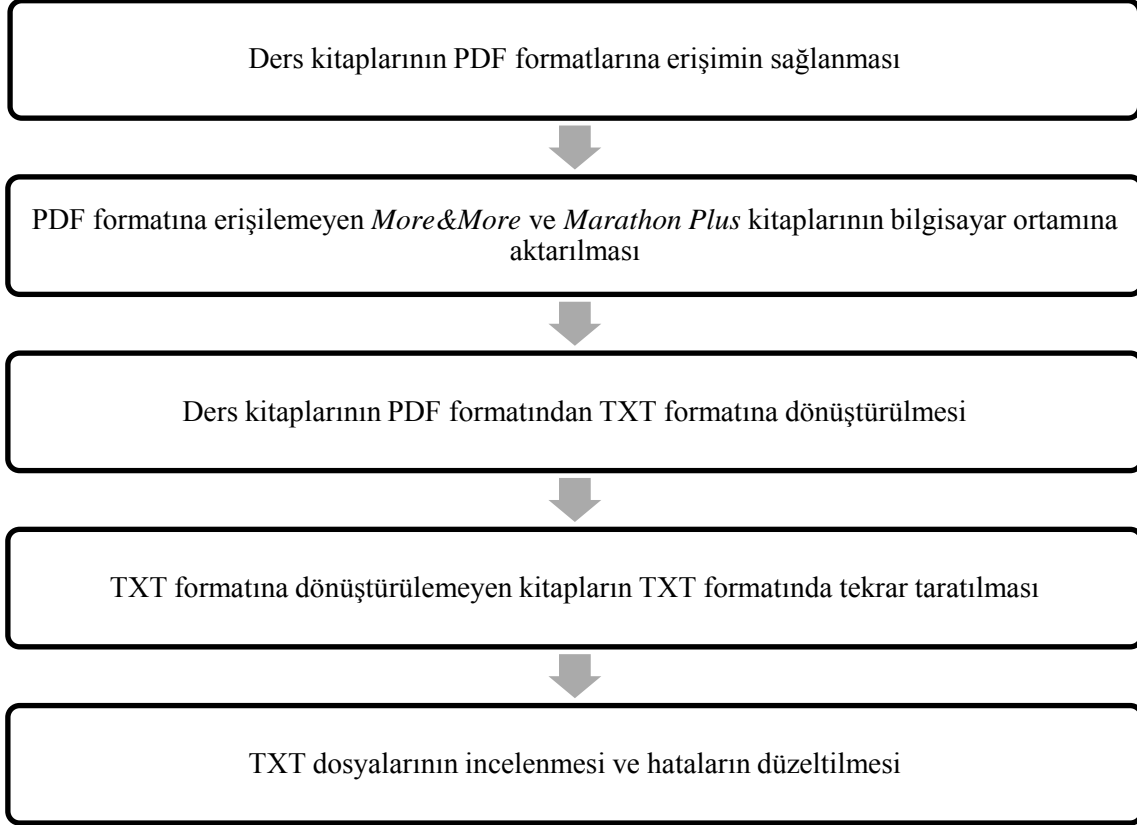 Ders kitaplarının PDF formatlarına erişimin sağlanması
PDF formatına erişilemeyen More&More ve Marathon Plus kitaplarının bilgisayar ortamına
aktarılması
Ders kitaplarının PDF formatından TXT formatına dönüştürülmesi
TXT formatına dönüştürülemeyen kitapların TXT formatında tekrar taratılması
TXT dosyalarının incelenmesi ve hataların düzeltilmesi